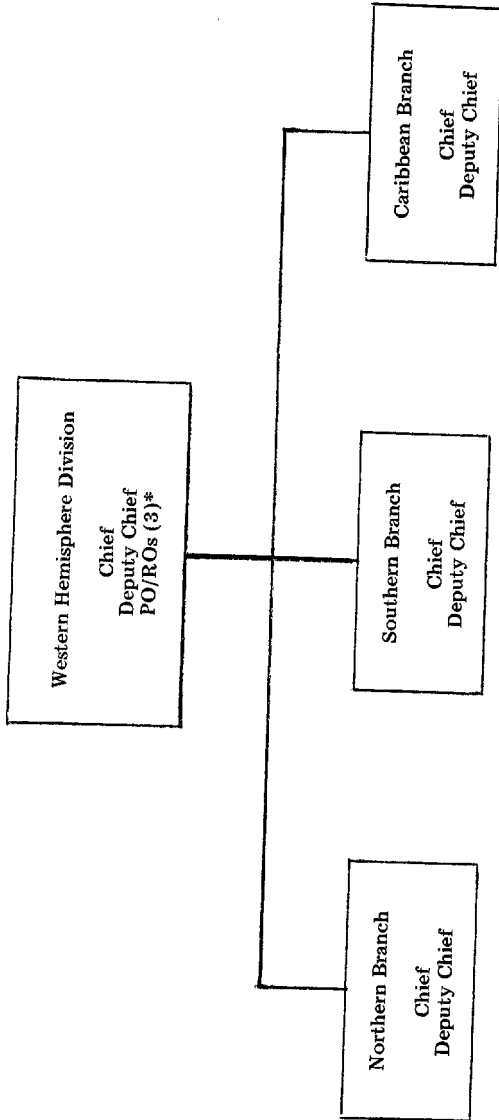 Western Hemisphere Division
Chief
Deputy Chief
PO/ROs (3)*
Northern Branch
Chief
Deputy Chief
Southern Branch
Chief
Deputy Chief
Caribbean Branch
Chief
Deputy Chief